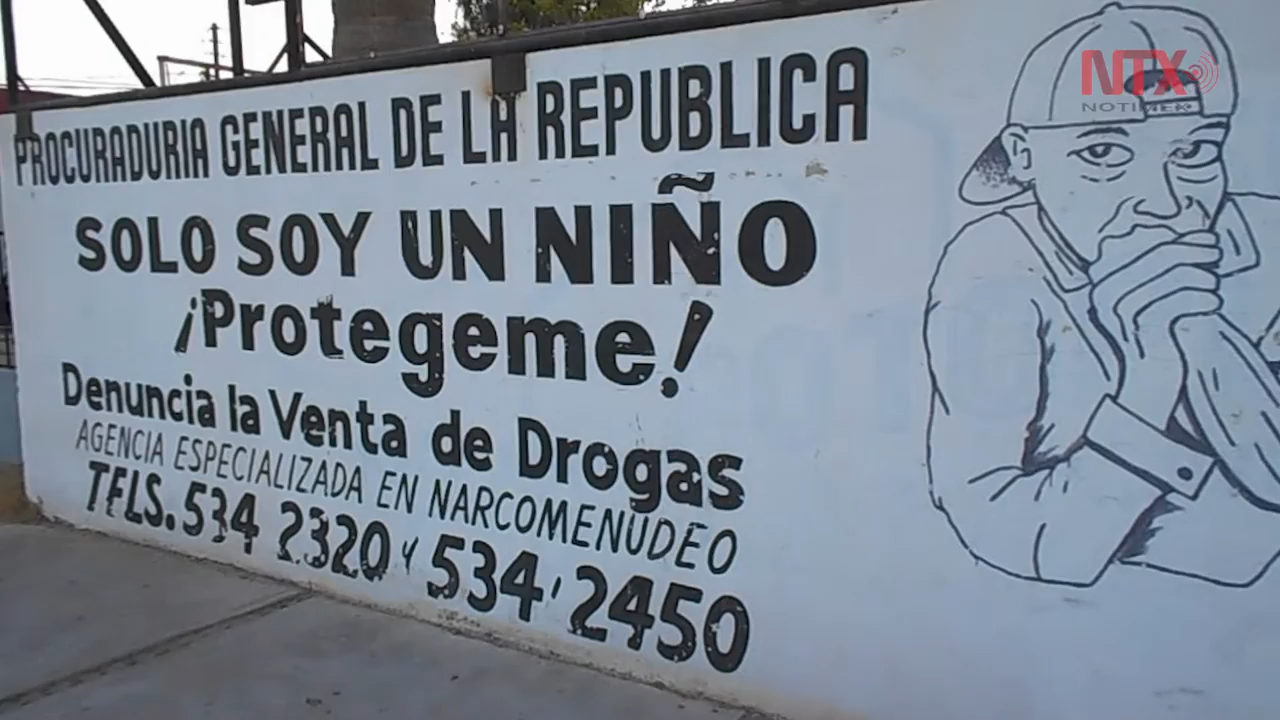 PROCURADURIA GENERAL DE LA REPUBLICA
SOLO SOY UN NIÑO
¡Protegeme!
Denuncia la Venta de Drogas
AGENCIA ESPECIALIZADA EN NARCOMENUDEO
TELS. 534 2320 Y 534, 2450
NTX
NOTIMEX